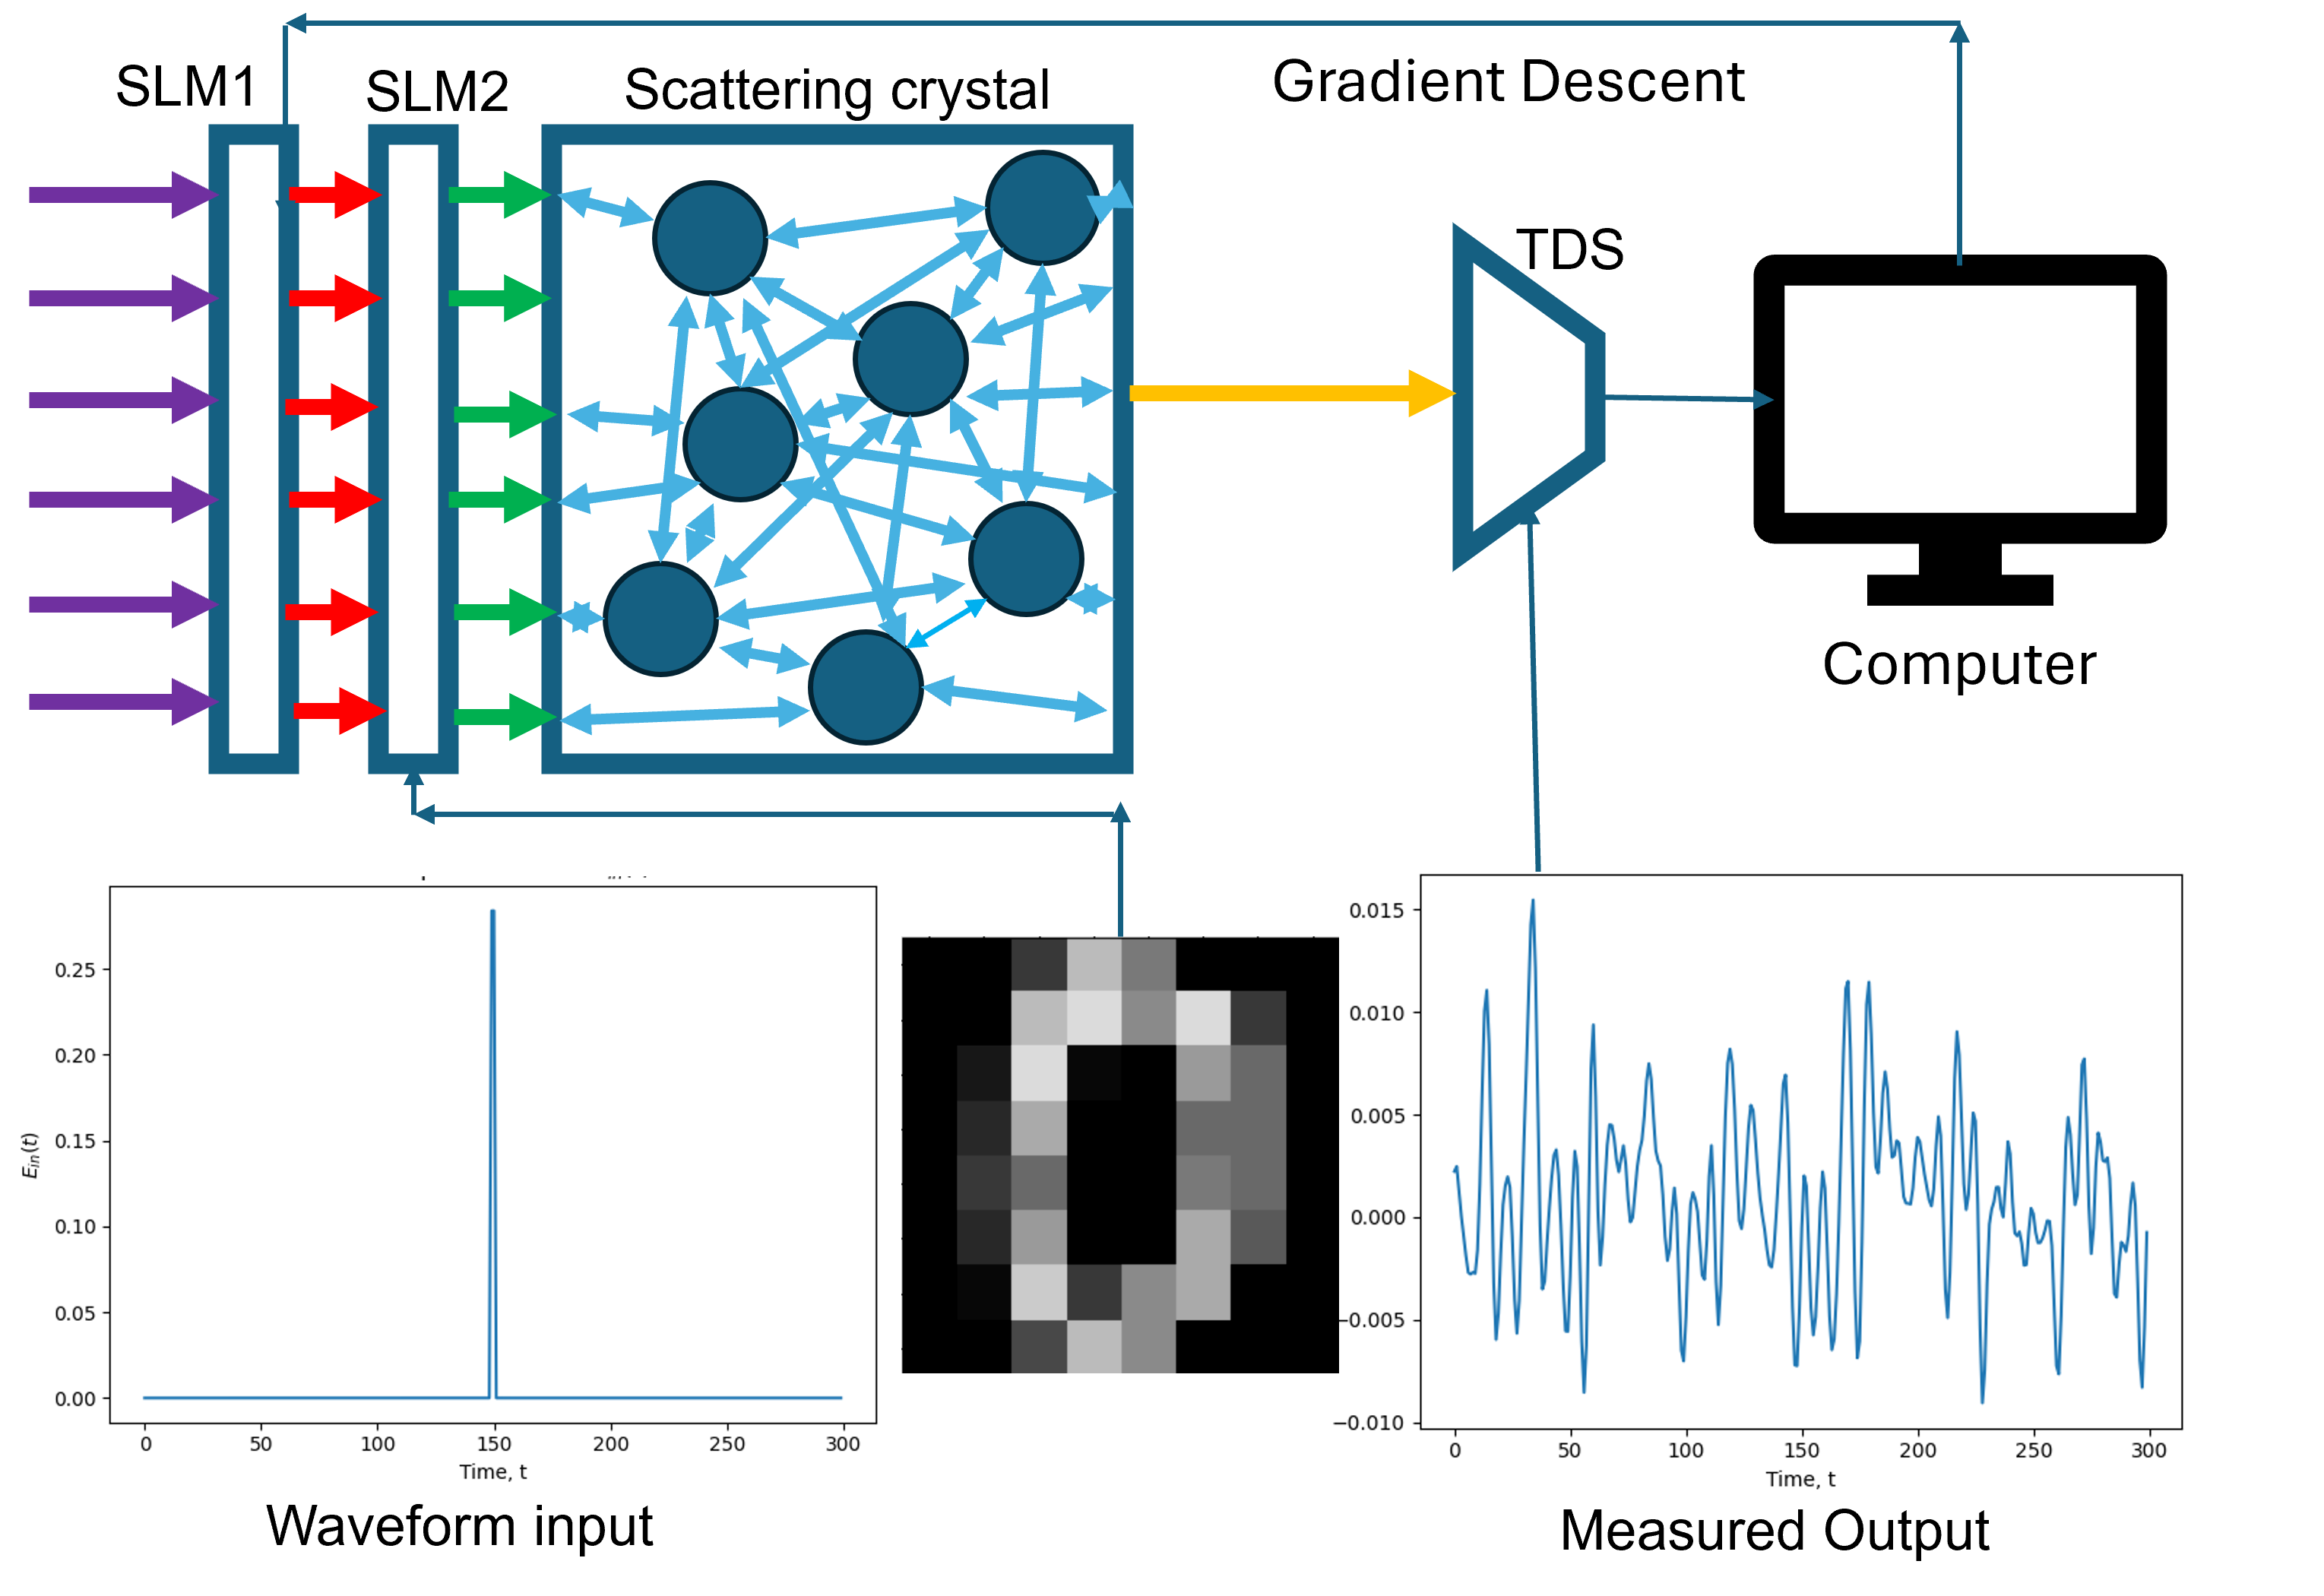 SLM1
SLM2
Scattering crystal
Gradient Descent
TDS
Computer
0.25
0.20
0.15
0.10
0.05
0.00
E_in(t)
0 50 100 150 200 250 300
Time, t
Waveform input
0.015
0.010
0.005
0.000
−0.005
−0.010
0 50 100 150 200 250 300
Time, t
Measured Output